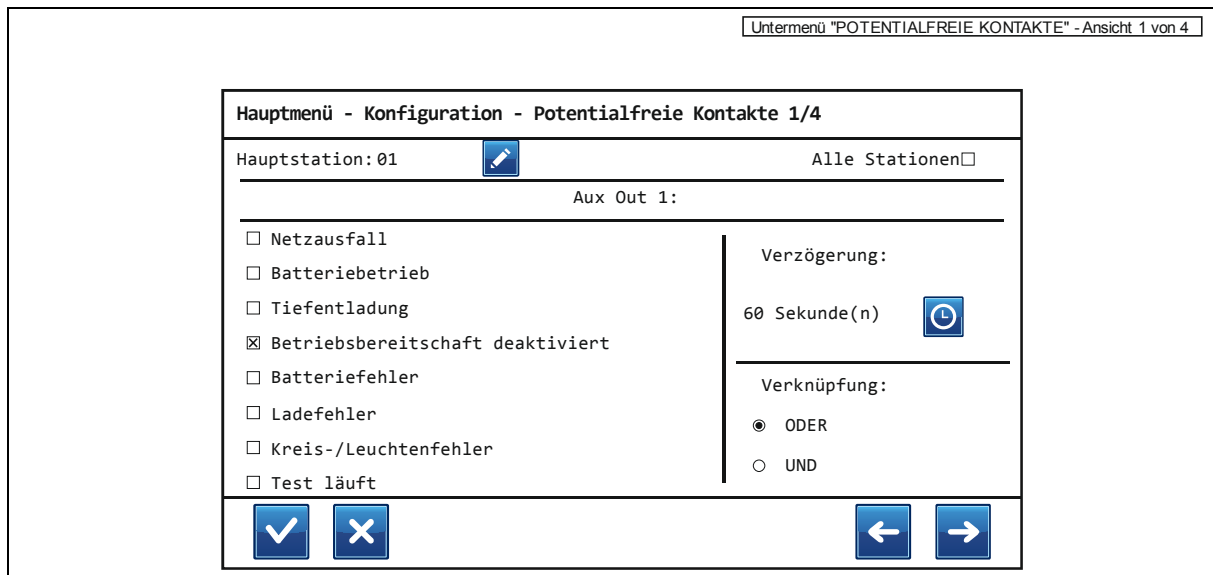 Untermenü "POTENTIALFREIE KONTAKTE" - Ansicht 1 von 4
Hauptmenü - Konfiguration - Potentialfreie Kontakte 1/4
Hauptstation: 01 Alle Stationen☐
Aux Out 1:
☐ Netzausfall
☐ Batteriebetrieb
☐ Tiefentladung
☒ Betriebsbereitschaft deaktiviert
☐ Batteriefehler
☐ Ladefehler
☐ Kreis-/Leuchtenfehler
☐ Test läuft
Verzögerung:
60 Sekunde(n)
Verknüpfung:
◉ ODER
○ UND